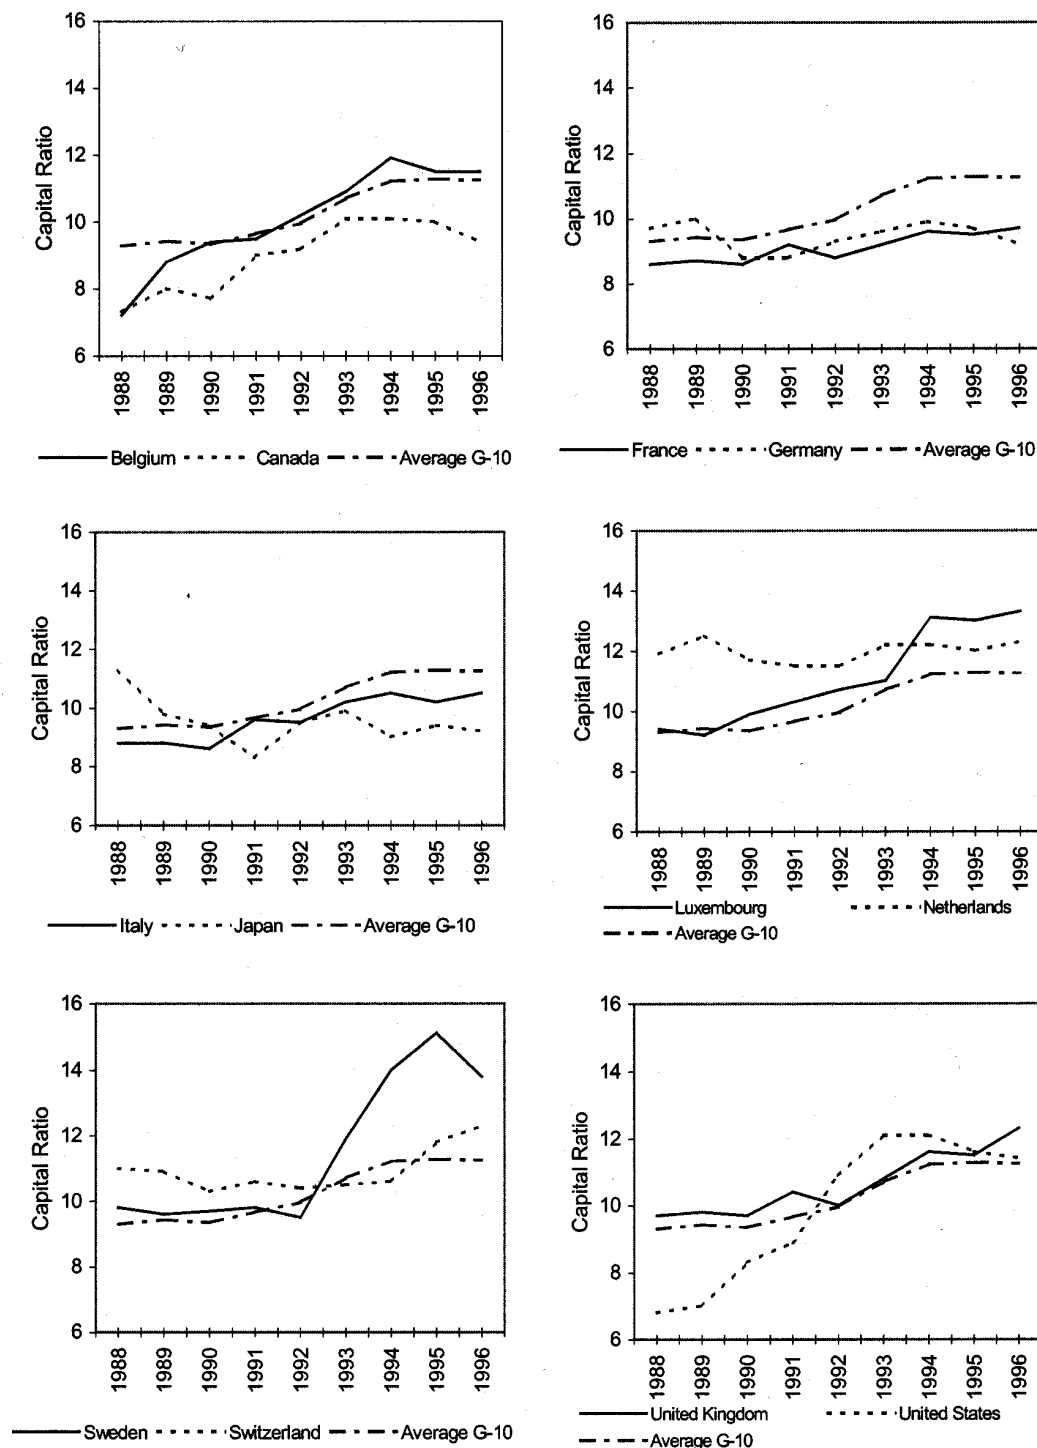 16
14
12
10
8
6
Capital Ratio
1988 1989 1990 1991 1992 1993 1994 1995 1996
Belgium Canada Average G-10
16
14
12
10
8
6
Capital Ratio
1988 1989 1990 1991 1992 1993 1994 1995 1996
France Germany Average G-10
16
14
12
10
8
6
Capital Ratio
1988 1989 1990 1991 1992 1993 1994 1995 1996
Italy Japan Average G-10
16
14
12
10
8
6
Capital Ratio
1988 1989 1990 1991 1992 1993 1994 1995 1996
Luxembourg Netherlands
Average G-10
16
14
12
10
8
6
Capital Ratio
1988 1989 1990 1991 1992 1993 1994 1995 1996
Sweden Switzerland Average G-10
16
14
12
10
8
6
Capital Ratio
1988 1989 1990 1991 1992 1993 1994 1995 1996
United Kingdom United States
Average G-10